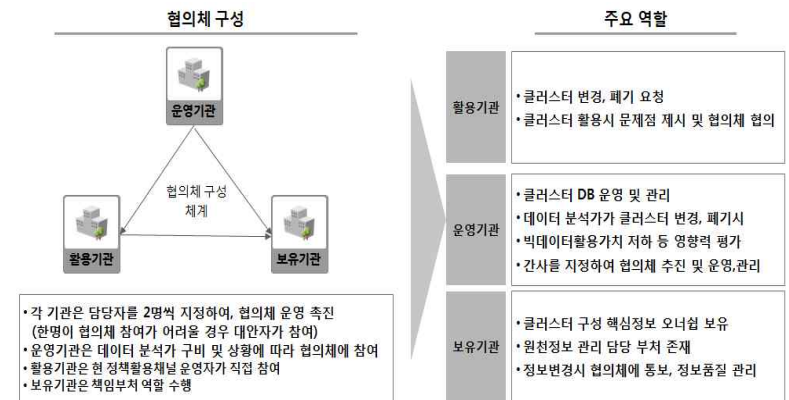 협의체 구성
운영기관
협의체 구성
체계
활용기관
보유기관
• 각 기관은 담당자를 2명씩 지정하여, 협의체 운영 촉진
(한명이 협의체 참여가 어려울 경우 대안자가 참여)
• 운영기관은 데이터 분석가 구비 및 상황에 따라 협의체에 참여
• 활용기관은 현 정책활용채널 운영자가 직접 참여
• 보유기관은 책임부처 역할 수행
주요 역할
활용기관
• 클러스터 변경, 폐기 요청
• 클러스터 활용시 문제점 제시 및 협의체 협의
운영기관
• 클러스터 DB 운영 및 관리
• 데이터 분석가가 클러스터 변경, 폐기시
• 빅데이터활용가치 저하 등 영향력 평가
• 간사를 지정하여 협의체 추진 및 운영,관리
보유기관
• 클러스터 구성 핵심정보 오너쉽 보유
• 원천정보 관리 담당 부처 존재
• 정보변경시 협의체에 통보, 정보품질 관리